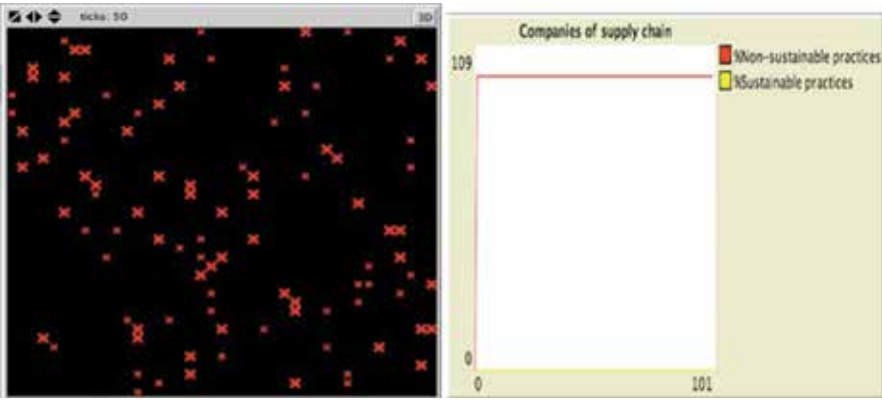 ticks: 50
3D
Companies of supply chain
109
0
0
101
%Non-sustainable practices
%Sustainable practices